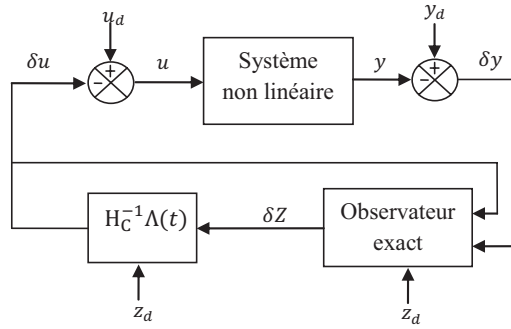 u_d
y_d
δu
u
Système
non linéaire
y
δy
+
-
+
-
H_C^{-1}Λ(t)
δZ
Observateur
exact
z_d
z_d